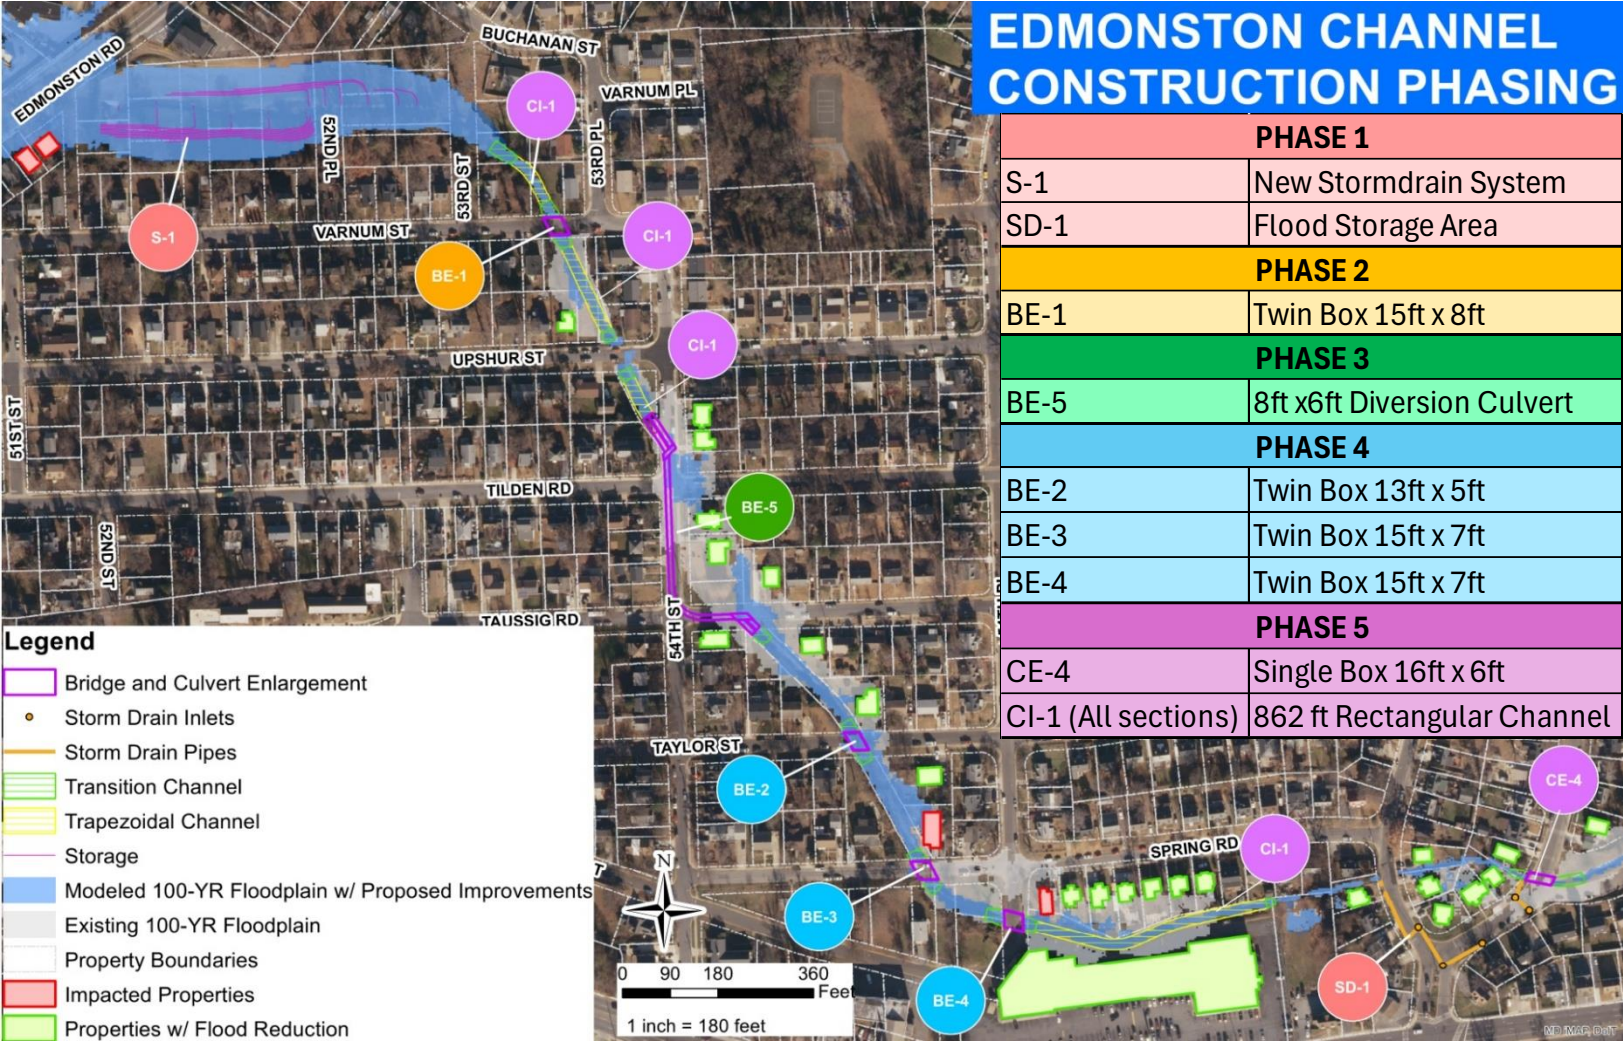 EDMONSTON CHANNEL
CONSTRUCTION PHASING
PHASE 1
S-1 New Stormdrain System
SD-1 Flood Storage Area
PHASE 2
BE-1 Twin Box 15ft x 8ft
PHASE 3
BE-5 8ft x6ft Diversion Culvert
PHASE 4
BE-2 Twin Box 13ft x 5ft
BE-3 Twin Box 15ft x 7ft
BE-4 Twin Box 15ft x 7ft
PHASE 5
CE-4 Single Box 16ft x 6ft
CI-1 (All sections) 862 ft Rectangular Channel
BUCHANAN ST
EDMONSTON RD
VARNUM PL
CI-1
52ND PL
53RD ST
53RD PL
S-1
VARNUM ST
CI-1
BE-1
UPSHUR ST
CI-1
51ST ST
TILDEN RD
BE-5
52ND ST
TAUSSIG RD
54TH ST
TAYLOR ST
BE-2
CE-4
SPRING RD
CI-1
BE-3
BE-4
SD-1
Legend
Bridge and Culvert Enlargement
Storm Drain Inlets
Storm Drain Pipes
Transition Channel
Trapezoidal Channel
Storage
Modeled 100-YR Floodplain w/ Proposed Improvements
Existing 100-YR Floodplain
Property Boundaries
Impacted Properties
Properties w/ Flood Reduction
N
0 90 180 360
Feet
1 inch = 180 feet
MD iMAP, DoIT